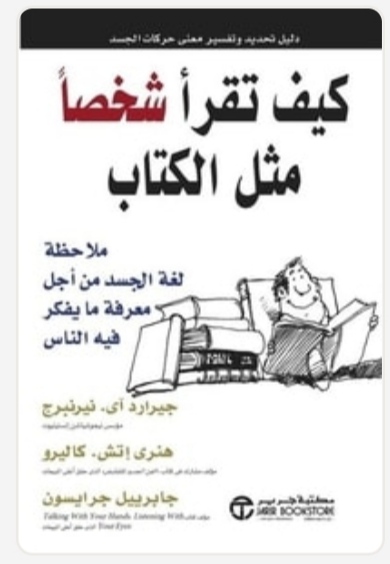 دليل تحديد وتفسير معنى حركات الجسد
كيف تقرأ شخصاً
مثل الكتاب
ملاحظة
لغة الجسد من أجل
معرفة ما يفكر
فيه الناس
جيرارد آى. نيرنبرج
هنرى إتش. كاليرو
جابرييل جرايسون
Talking With Your Hands, Listening With
Your Eyes
مكتبة جرير
JARIR BOOKSTORE